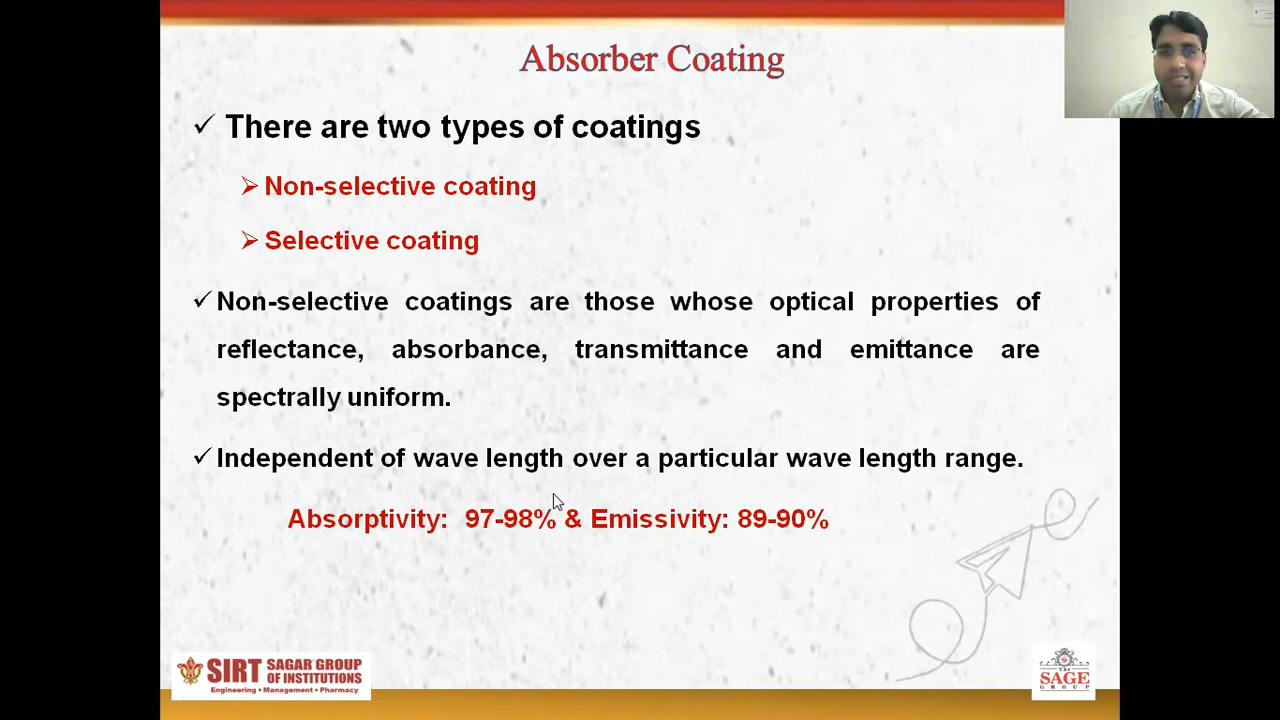 Absorber Coating
✓ There are two types of coatings
➢ Non-selective coating
➢ Selective coating
✓ Non-selective coatings are those whose optical properties of
reflectance, absorbance, transmittance and emittance are
spectrally uniform.
✓ Independent of wave length over a particular wave length range.
Absorptivity: 97-98% & Emissivity: 89-90%
SIRT SAGAR GROUP
OF INSTITUTIONS
Engineering • Management • Pharmacy
The
SAGE
GROUP